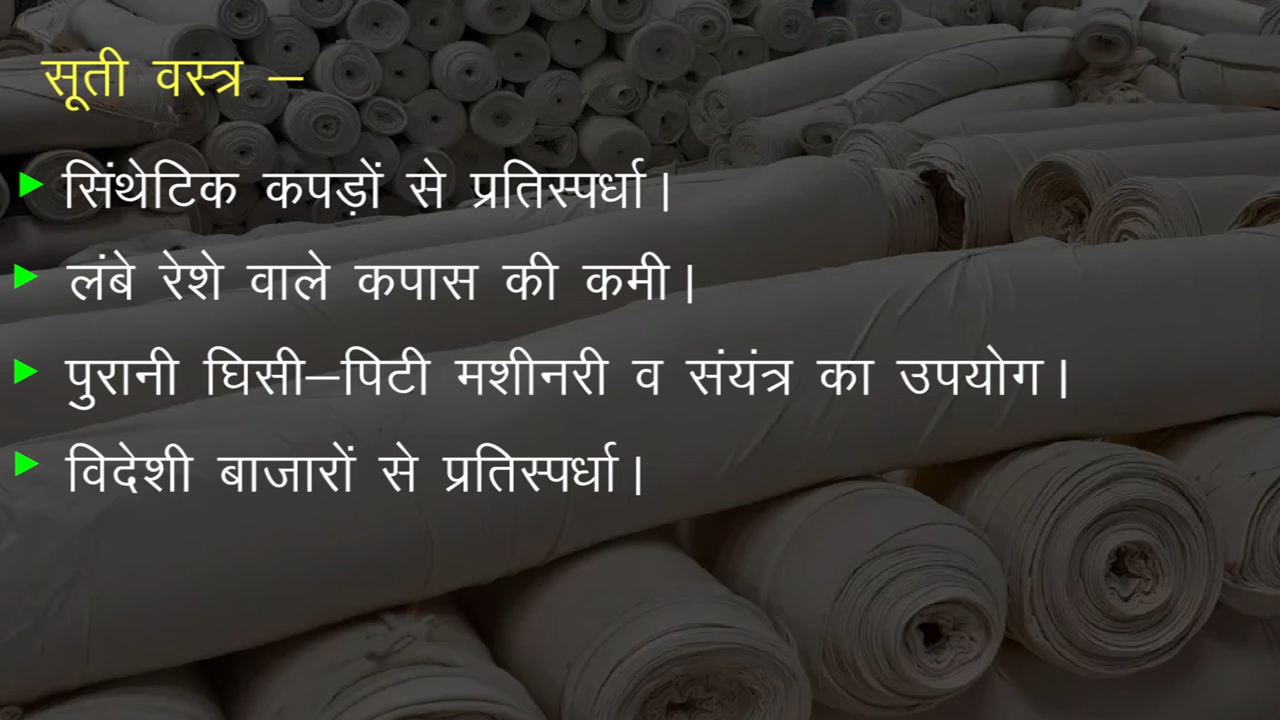 सूती वस्त्र –
▶ सिंथेटिक कपड़ों से प्रतिस्पर्धा।
▶ लंबे रेशे वाले कपास की कमी।
▶ पुरानी घिसी–पिटी मशीनरी व संयंत्र का उपयोग।
▶ विदेशी बाजारों से प्रतिस्पर्धा।